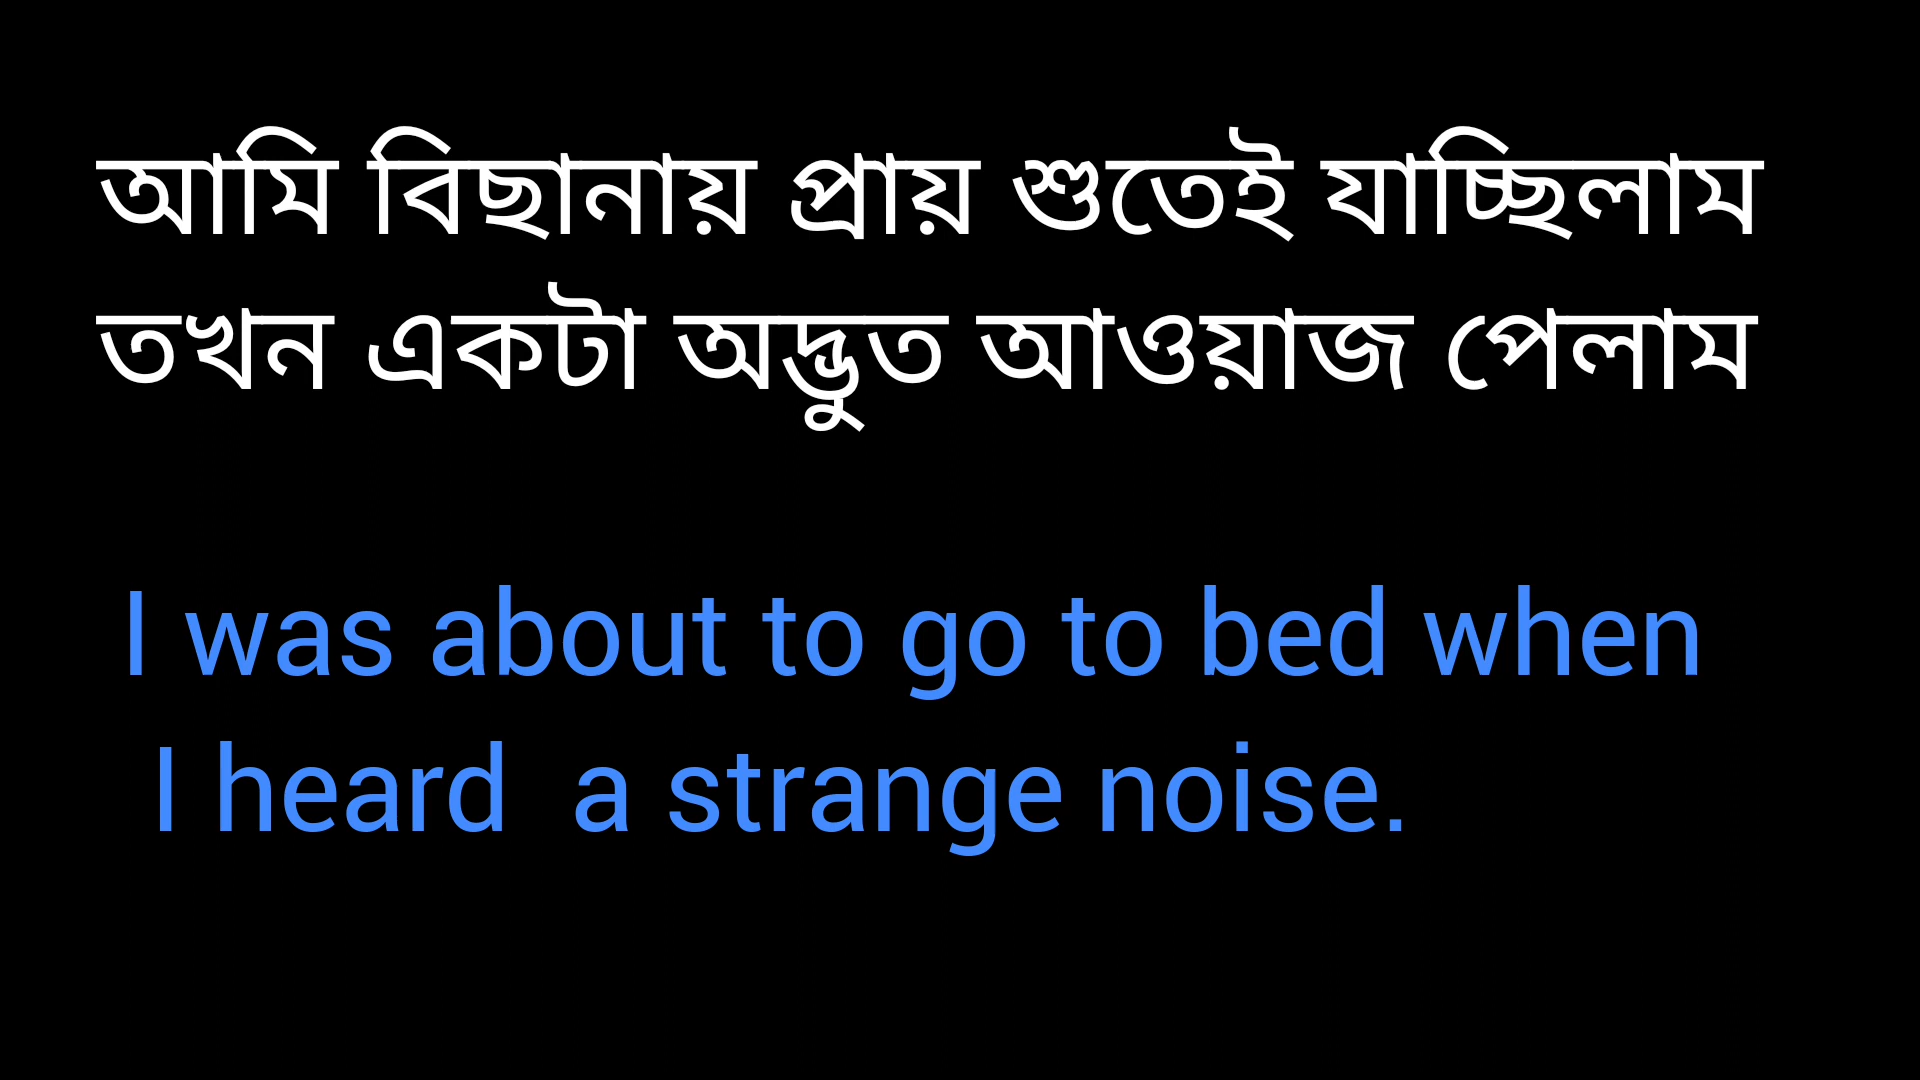 আমি বিছানায় প্রায় শুতেই যাচ্ছিলাম
তখন একটা অদ্ভুত আওয়াজ পেলাম
I was about to go to bed when
I heard  a strange noise.